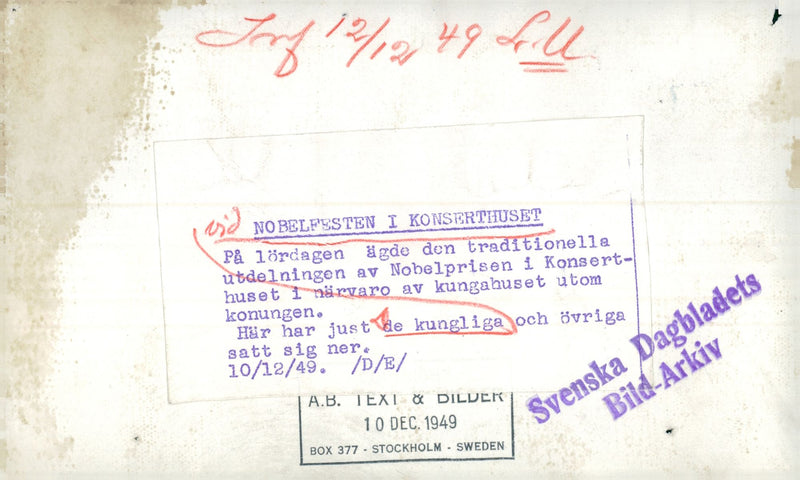 12/12 49
vid
NOBELFESTEN I KONSERTHUSET
På lördagen ägde den traditionella
utdelningen av Nobelprisen i Konsert-
huset i närvaro av kungahuset utom
konungen.
Här har just de kungliga och övriga
satt sig ner.
10/12/49. /D/E/
A.B. TEXT & BILDER
10 DEC. 1949
BOX 377 - STOCKHOLM - SWEDEN
Svenska Dagbladets
Bild-Arkiv